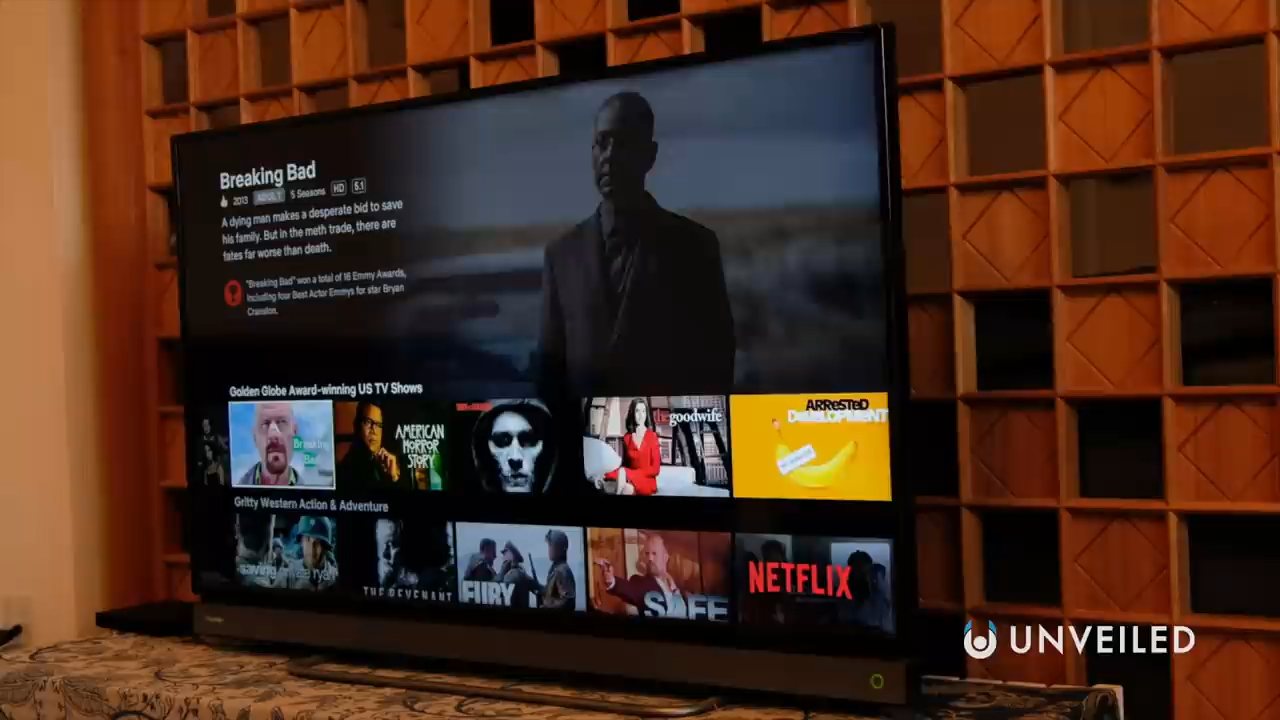 Breaking Bad
2013 ADULT 5 Seasons HD 5.1
A dying man makes a desperate bid to save
his family. But in the meth trade, there are
fates far worse than death.
"Breaking Bad" won a total of 16 Emmy Awards,
including four Best Actor Emmys for star Bryan
Cranston.
Golden Globe Award-winning US TV Shows
Breaking
Bad
AMERICAN
HORROR
STORY
the goodwife
ARReSTeD
DeVeLOPMENT
Gritty Western Action & Adventure
saving private ryan
THE REVENANT
FURY
SAFE
NETFLIX
UNVEILED